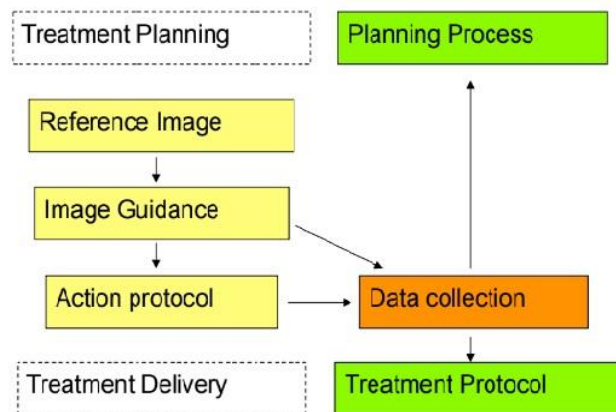 Treatment Planning
Planning Process
Reference Image
Image Guidance
Action protocol
Data collection
Treatment Delivery
Treatment Protocol